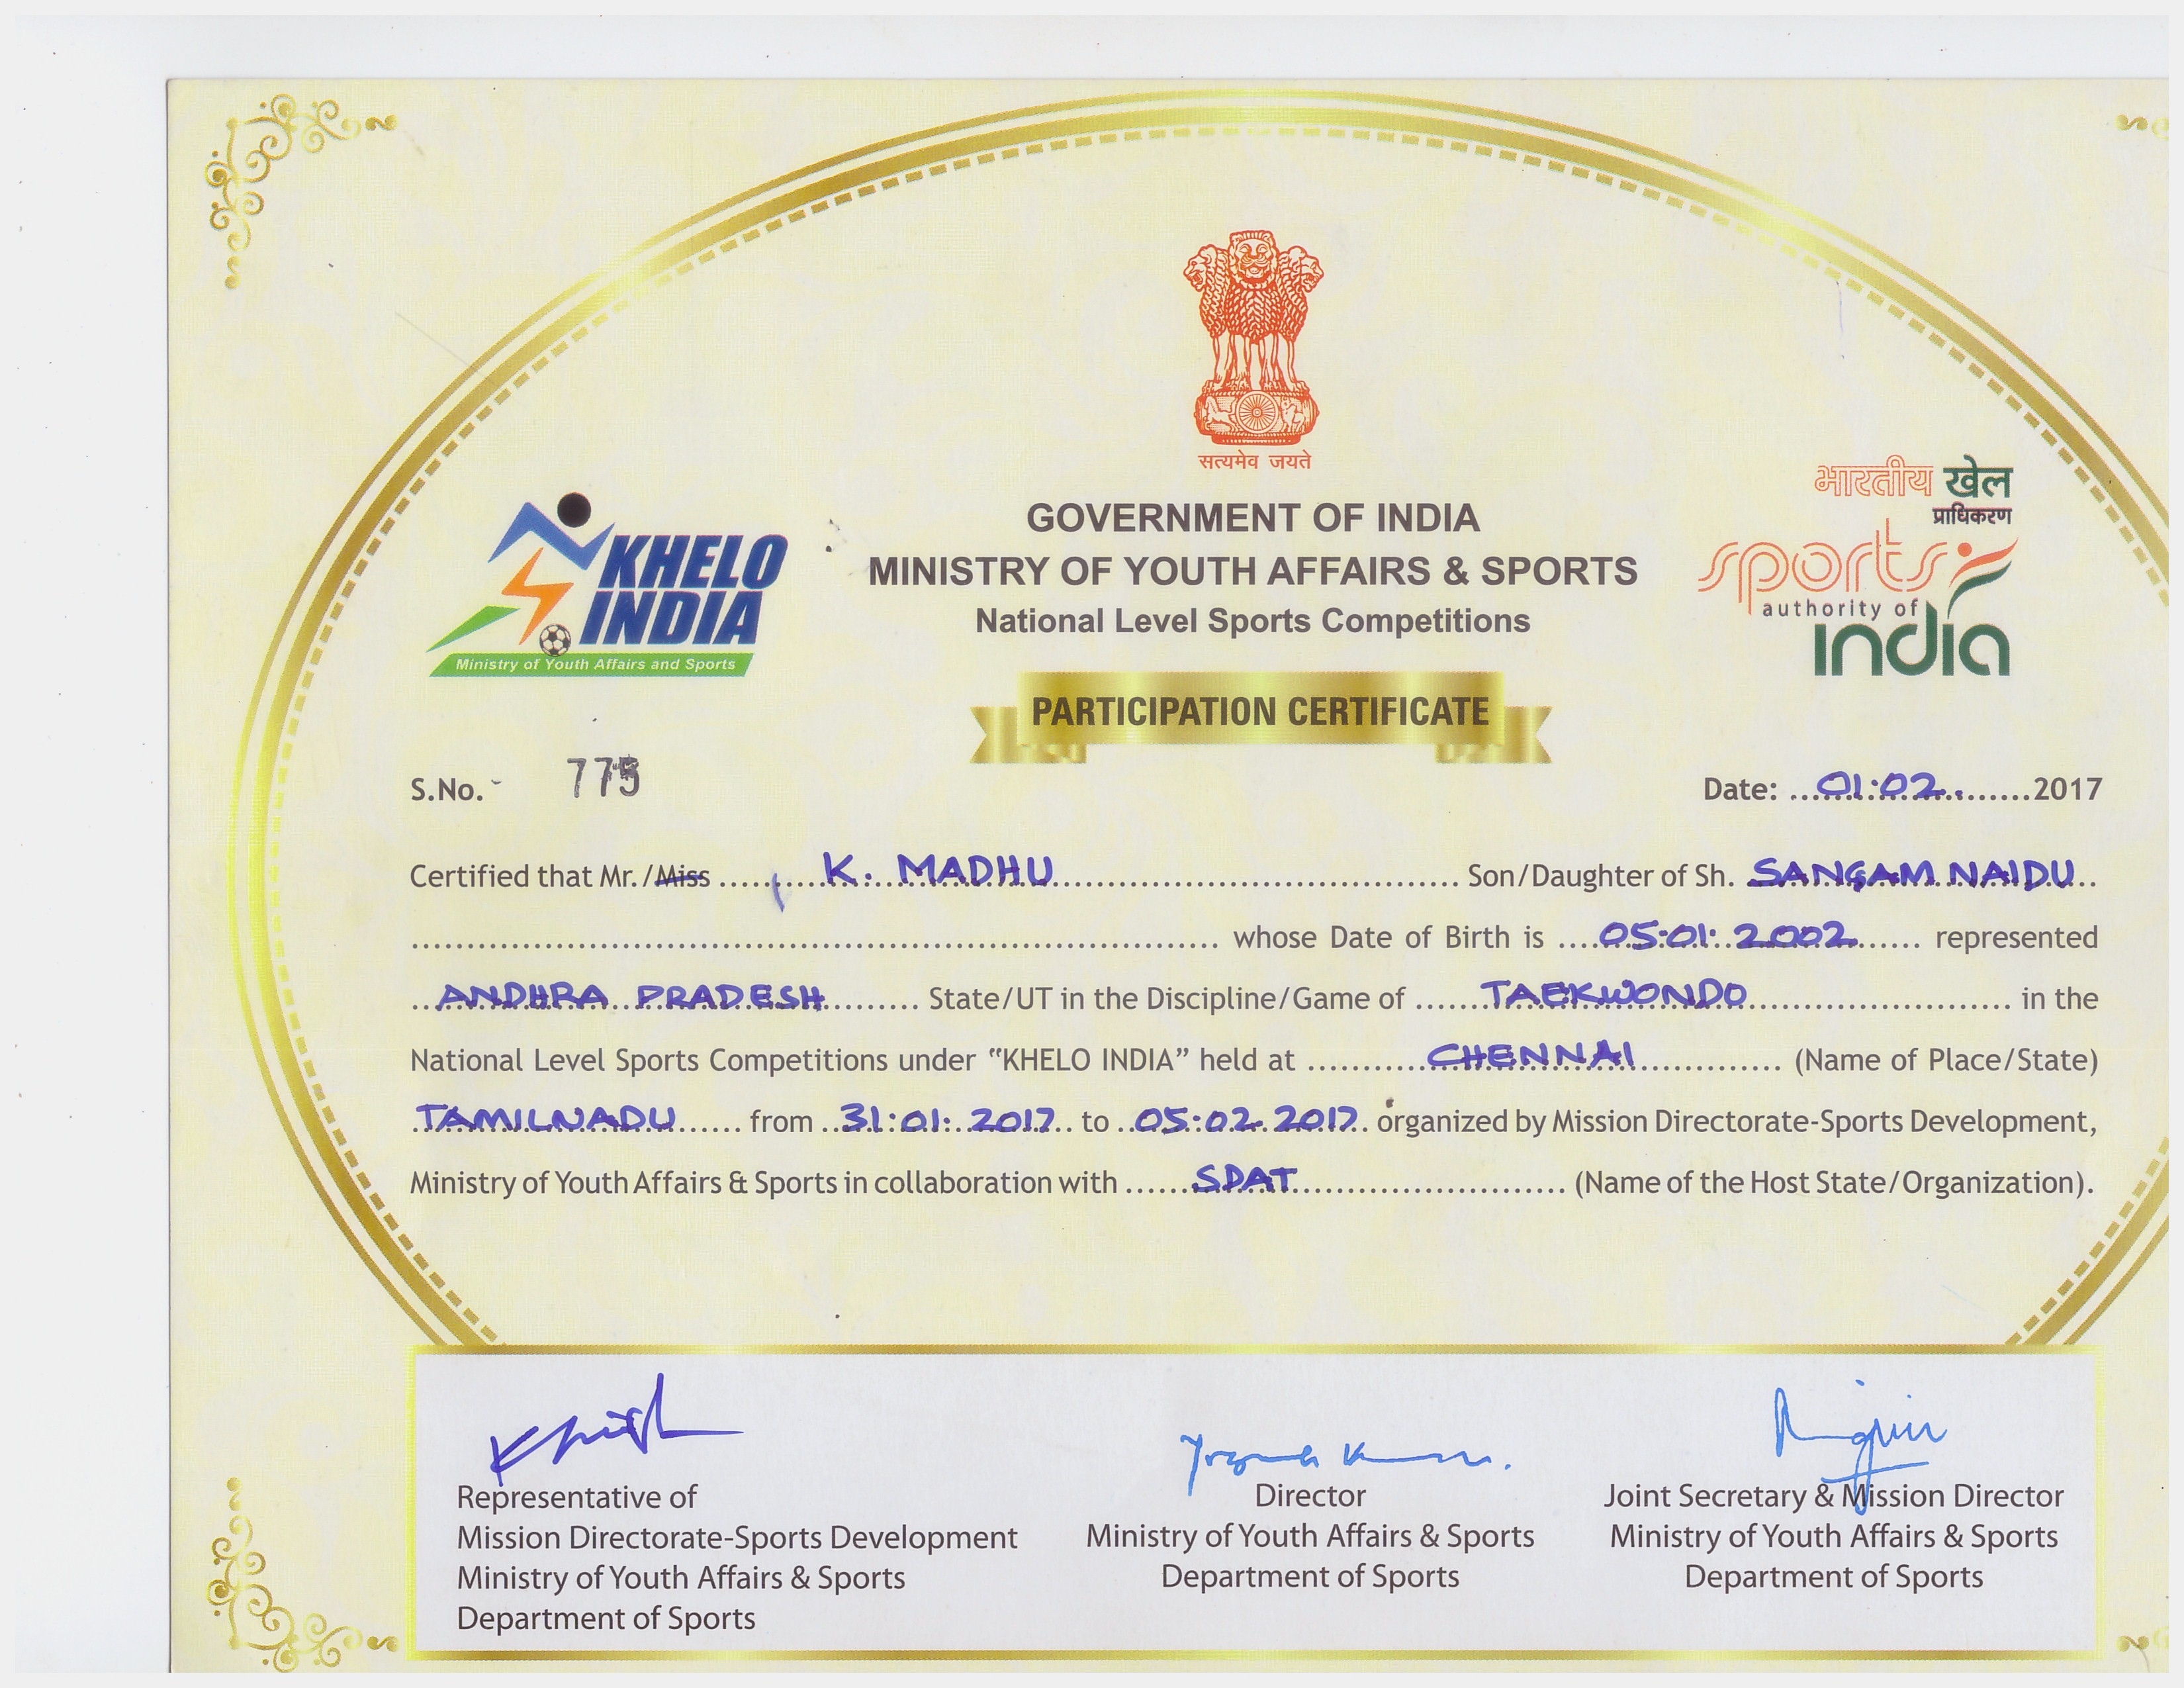 सत्यमेव जयते
भारतीय खेल
प्राधिकरण
sports
authority of
india
KHELO
INDIA
Ministry of Youth Affairs and Sports
GOVERNMENT OF INDIA
MINISTRY OF YOUTH AFFAIRS & SPORTS
National Level Sports Competitions
PARTICIPATION CERTIFICATE
S.No. - 775
Date: ...01:02.......2017
Certified that Mr./Miss ...... K. MADHU ...... Son/Daughter of Sh. SANGAM NAIDU..
...... whose Date of Birth is ...05.01.2002...... represented
..ANDHRA PRADESH...... State/UT in the Discipline/Game of ......TAEKWONDO...... in the
National Level Sports Competitions under “KHELO INDIA” held at ......CHENNAI...... (Name of Place/State)
TAMILNADU...... from ..31:01.2017.. to ..05:02.2017. organized by Mission Directorate-Sports Development,
Ministry of Youth Affairs & Sports in collaboration with ......SDAT...... (Name of the Host State/Organization).
Representative of
Mission Directorate-Sports Development
Ministry of Youth Affairs & Sports
Department of Sports
Director
Ministry of Youth Affairs & Sports
Department of Sports
Joint Secretary & Mission Director
Ministry of Youth Affairs & Sports
Department of Sports